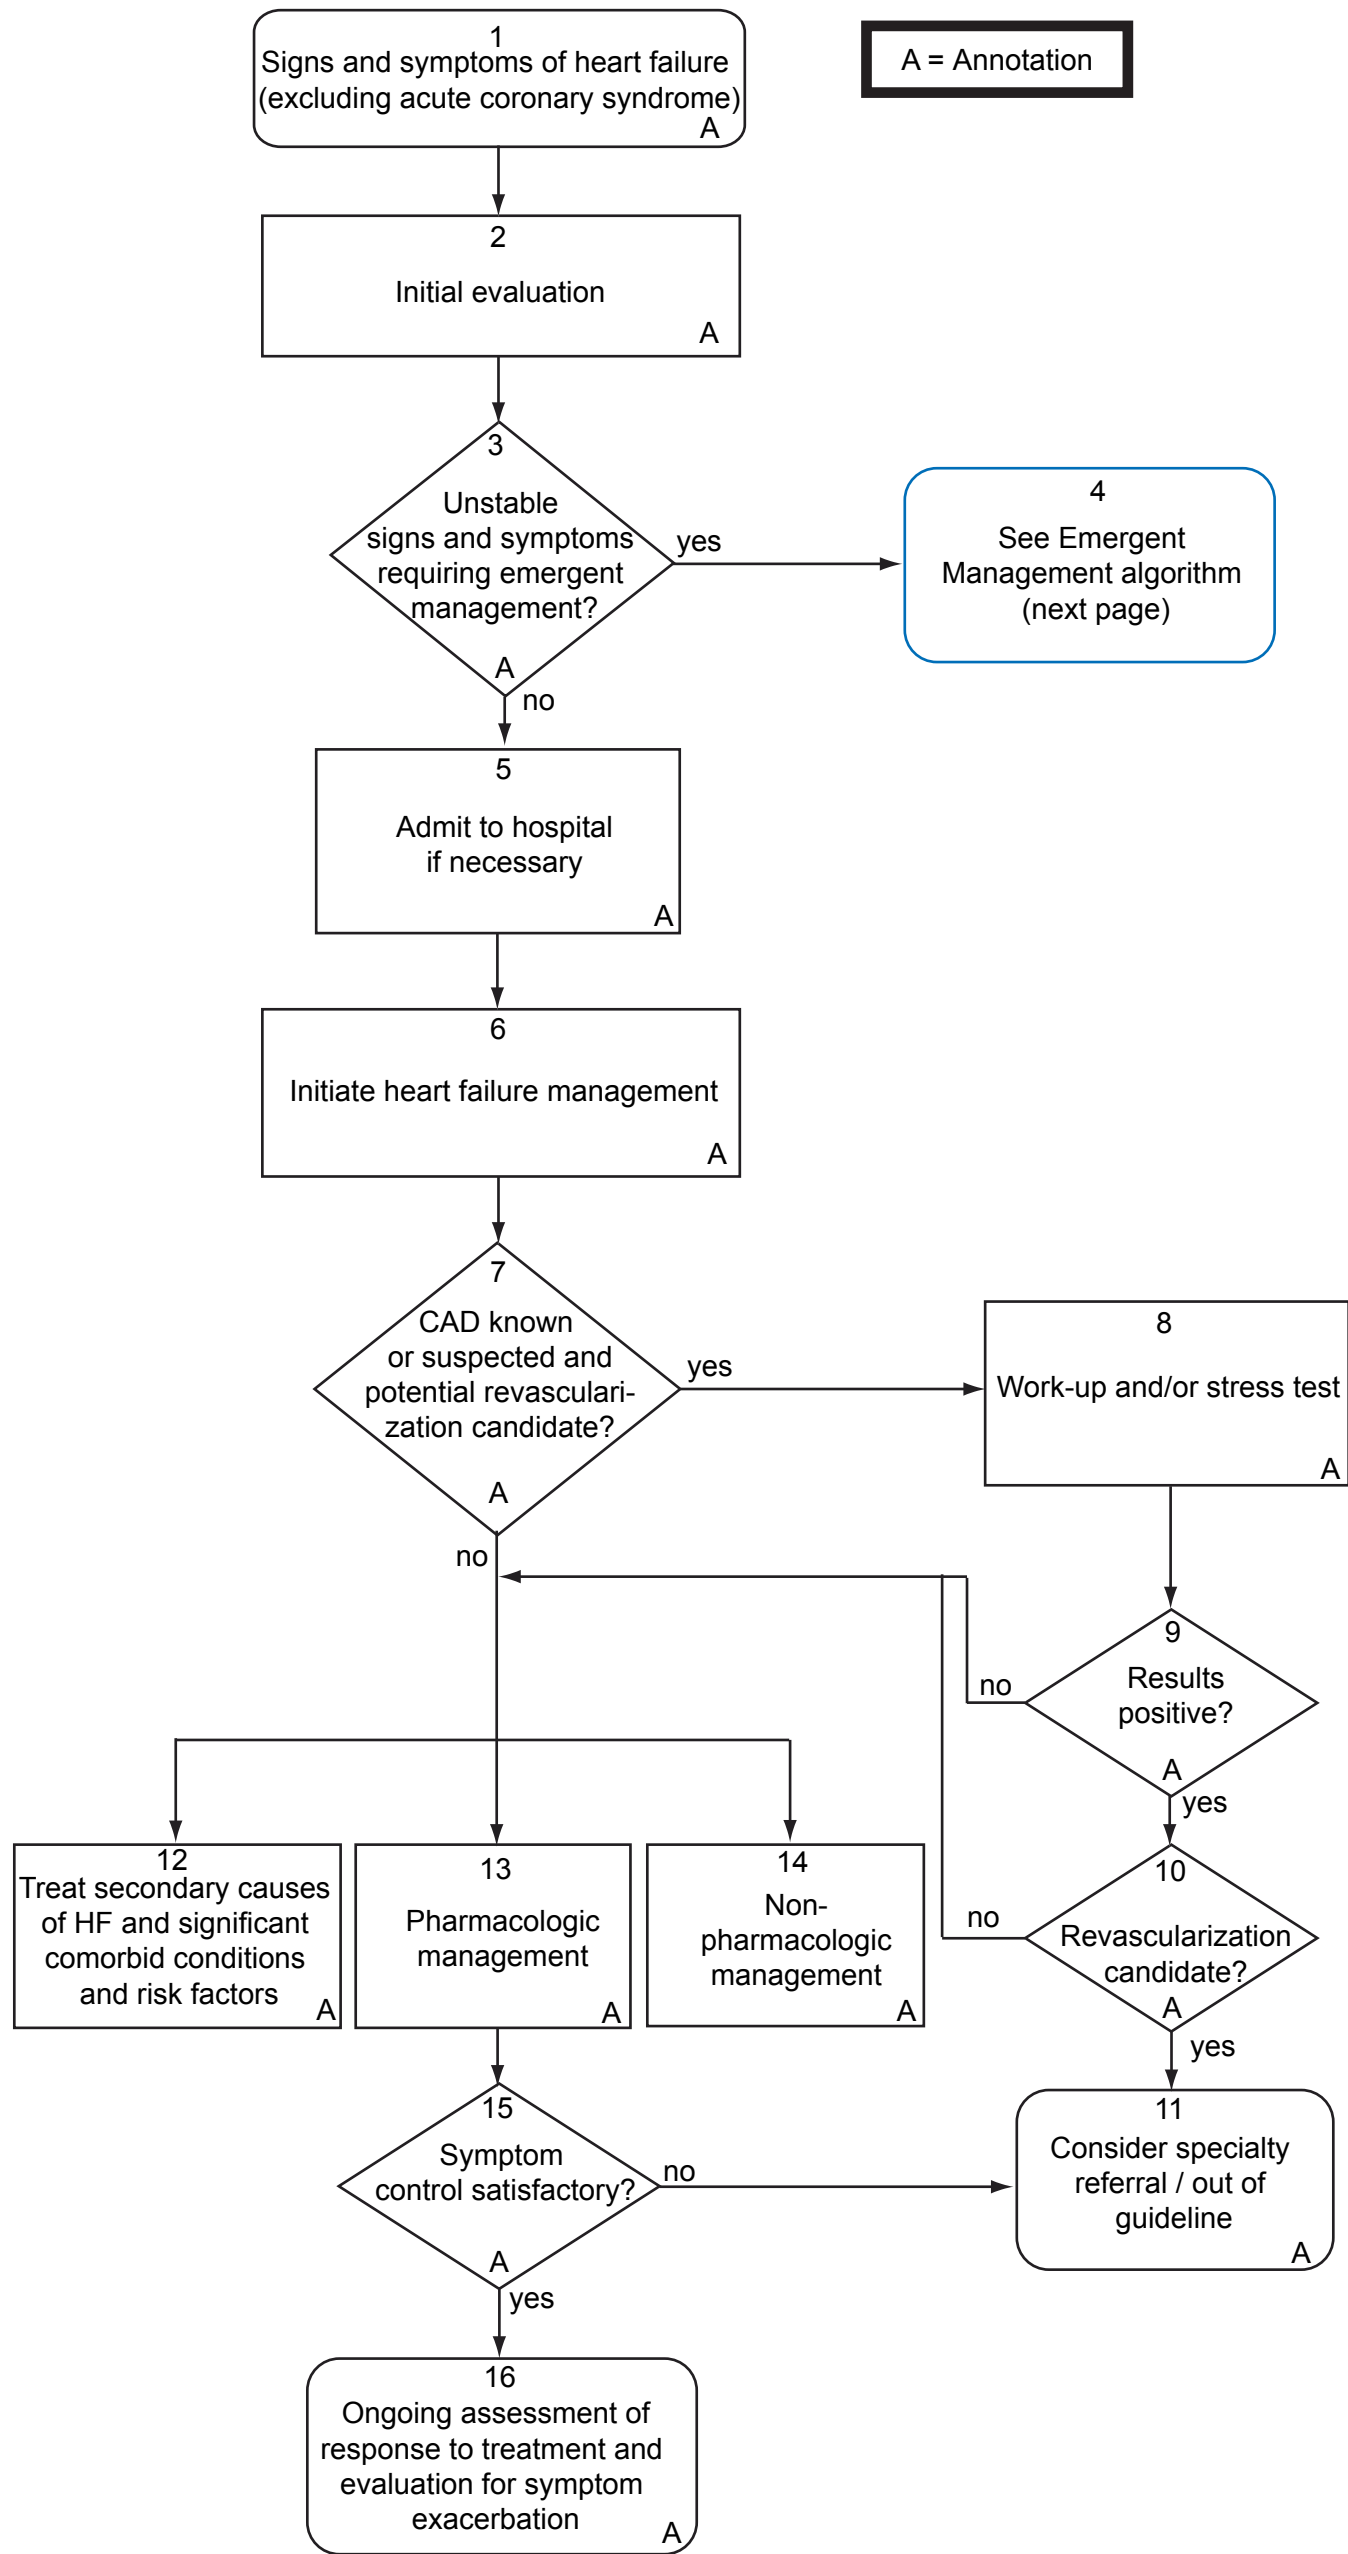 1
Signs and symptoms of heart failure
(excluding acute coronary syndrome)
A
A = Annotation
2
Initial evaluation
A
3
Unstable
signs and symptoms
requiring emergent
management?
A
yes
no
4
See Emergent
Management algorithm
(next page)
5
Admit to hospital
if necessary
A
6
Initiate heart failure management
A
7
CAD known
or suspected and
potential revasculari-
zation candidate?
A
yes
no
8
Work-up and/or stress test
A
9
Results
positive?
A
no
yes
10
Revascularization
candidate?
A
no
yes
11
Consider specialty
referral / out of
guideline
A
12
Treat secondary causes
of HF and significant
comorbid conditions
and risk factors
A
13
Pharmacologic
management
A
14
Non-
pharmacologic
management
A
15
Symptom
control satisfactory?
A
no
yes
16
Ongoing assessment of
response to treatment and
evaluation for symptom
exacerbation
A